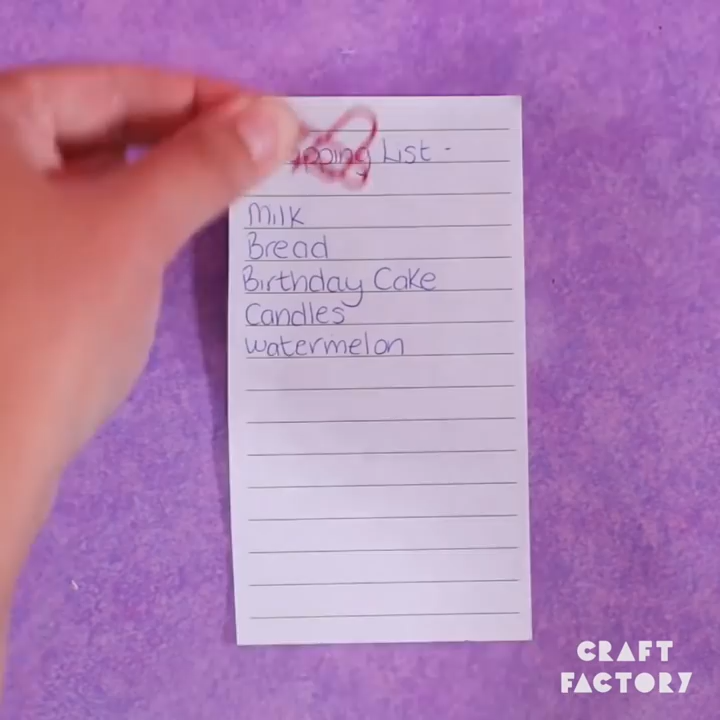 List -
Milk
Bread
Birthday Cake
Candles
Watermelon
CRAFT
FACTORY